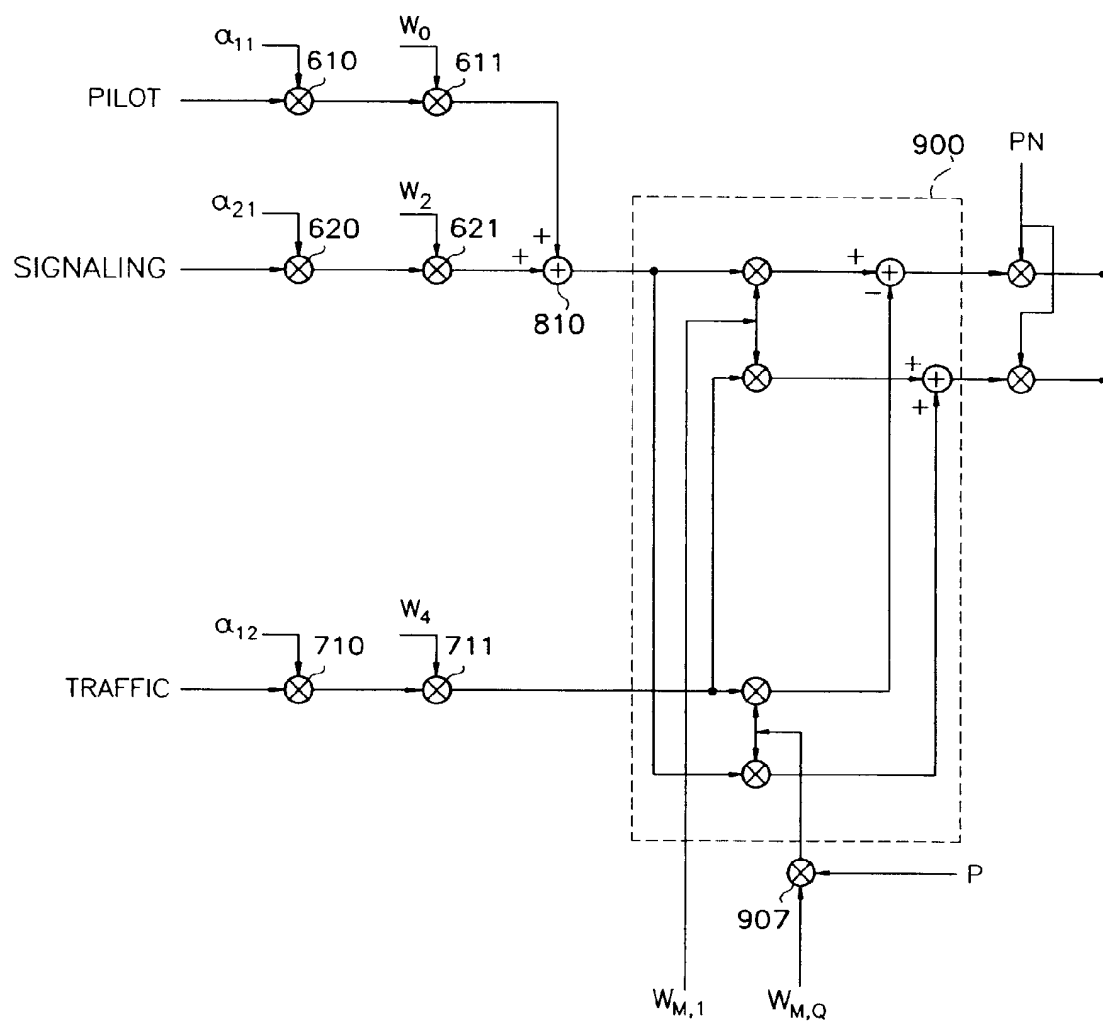 α11
610
W0
611
PILOT
900
PN
α21
620
W2
621
+
SIGNALING
+
+
810
+
+
−
+
+
+
α12
710
W4
711
TRAFFIC
P
907
WM,1
WM,Q